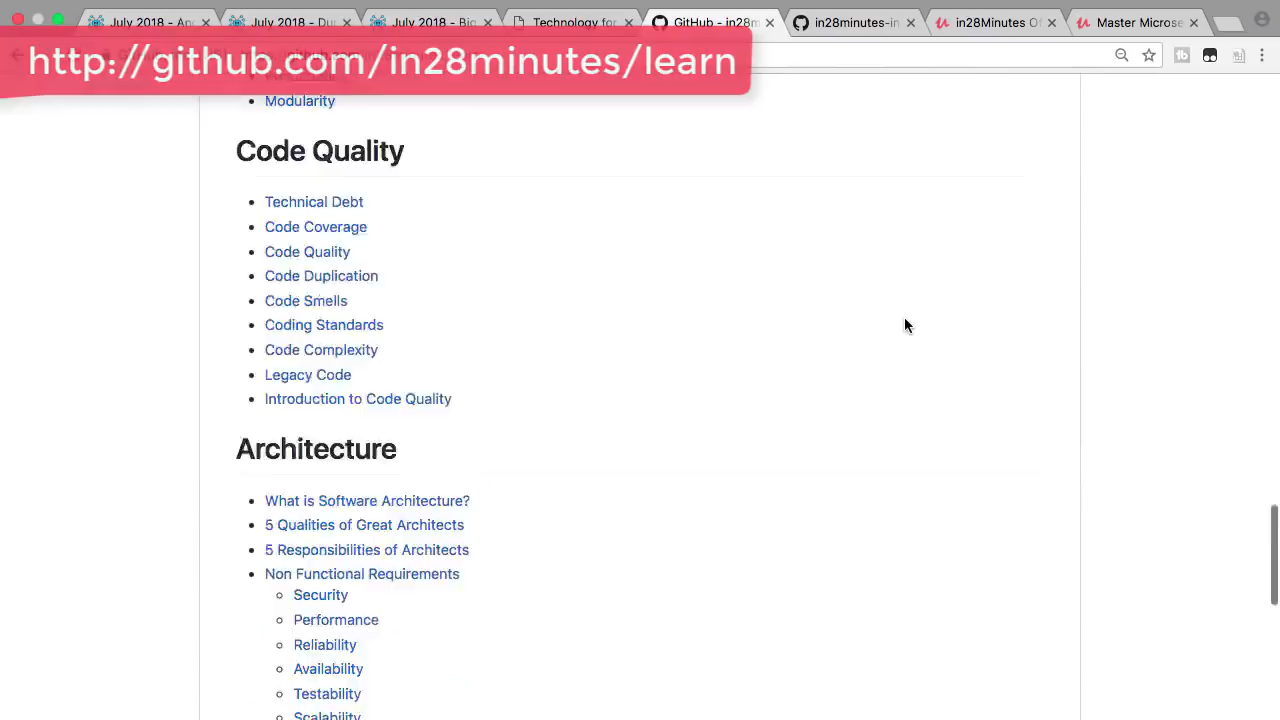 July 2018 - An
July 2018 - Du
July 2018 - Big
Technology for
GitHub - in28m
in28minutes-in
in28Minutes Of
Master Microse
http://github.com/in28minutes/learn
Modularity
Code Quality
Technical Debt
Code Coverage
Code Quality
Code Duplication
Code Smells
Coding Standards
Code Complexity
Legacy Code
Introduction to Code Quality
Architecture
What is Software Architecture?
5 Qualities of Great Architects
5 Responsibilities of Architects
Non Functional Requirements
Security
Performance
Reliability
Availability
Testability
Scalability